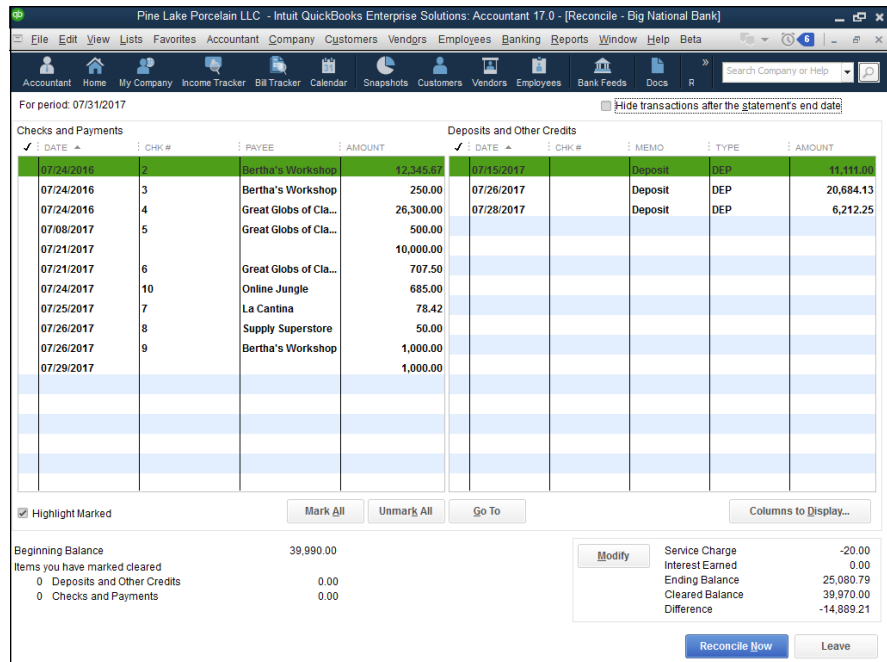 qb Pine Lake Porcelain LLC - Intuit QuickBooks Enterprise Solutions: Accountant 17.0 - [Reconcile - Big National Bank]
File Edit View Lists Favorites Accountant Company Customers Vendors Employees Banking Reports Window Help Beta 6
Accountant Home My Company Income Tracker Bill Tracker Calendar Snapshots Customers Vendors Employees Bank Feeds Docs R » Search Company or Help
For period: 07/31/2017 Hide transactions after the statement's end date
Checks and Payments Deposits and Other Credits
✓ DATE ▲ CHK # PAYEE AMOUNT ✓ DATE ▲ CHK # MEMO TYPE AMOUNT
07/24/2016 2 Bertha's Workshop 12,345.67 07/15/2017 Deposit DEP 11,111.00
07/24/2016 3 Bertha's Workshop 250.00 07/26/2017 Deposit DEP 20,684.13
07/24/2016 4 Great Globs of Cla... 26,300.00 07/28/2017 Deposit DEP 6,212.25
07/08/2017 5 Great Globs of Cla... 500.00
07/21/2017 10,000.00
07/21/2017 6 Great Globs of Cla... 707.50
07/24/2017 10 Online Jungle 685.00
07/25/2017 7 La Cantina 78.42
07/26/2017 8 Supply Superstore 50.00
07/26/2017 9 Bertha's Workshop 1,000.00
07/29/2017 1,000.00
Highlight Marked Mark All Unmark All Go To Columns to Display...
Beginning Balance 39,990.00
Items you have marked cleared
0 Deposits and Other Credits 0.00
0 Checks and Payments 0.00
Modify
Service Charge -20.00
Interest Earned 0.00
Ending Balance 25,080.79
Cleared Balance 39,970.00
Difference -14,889.21
Reconcile Now Leave